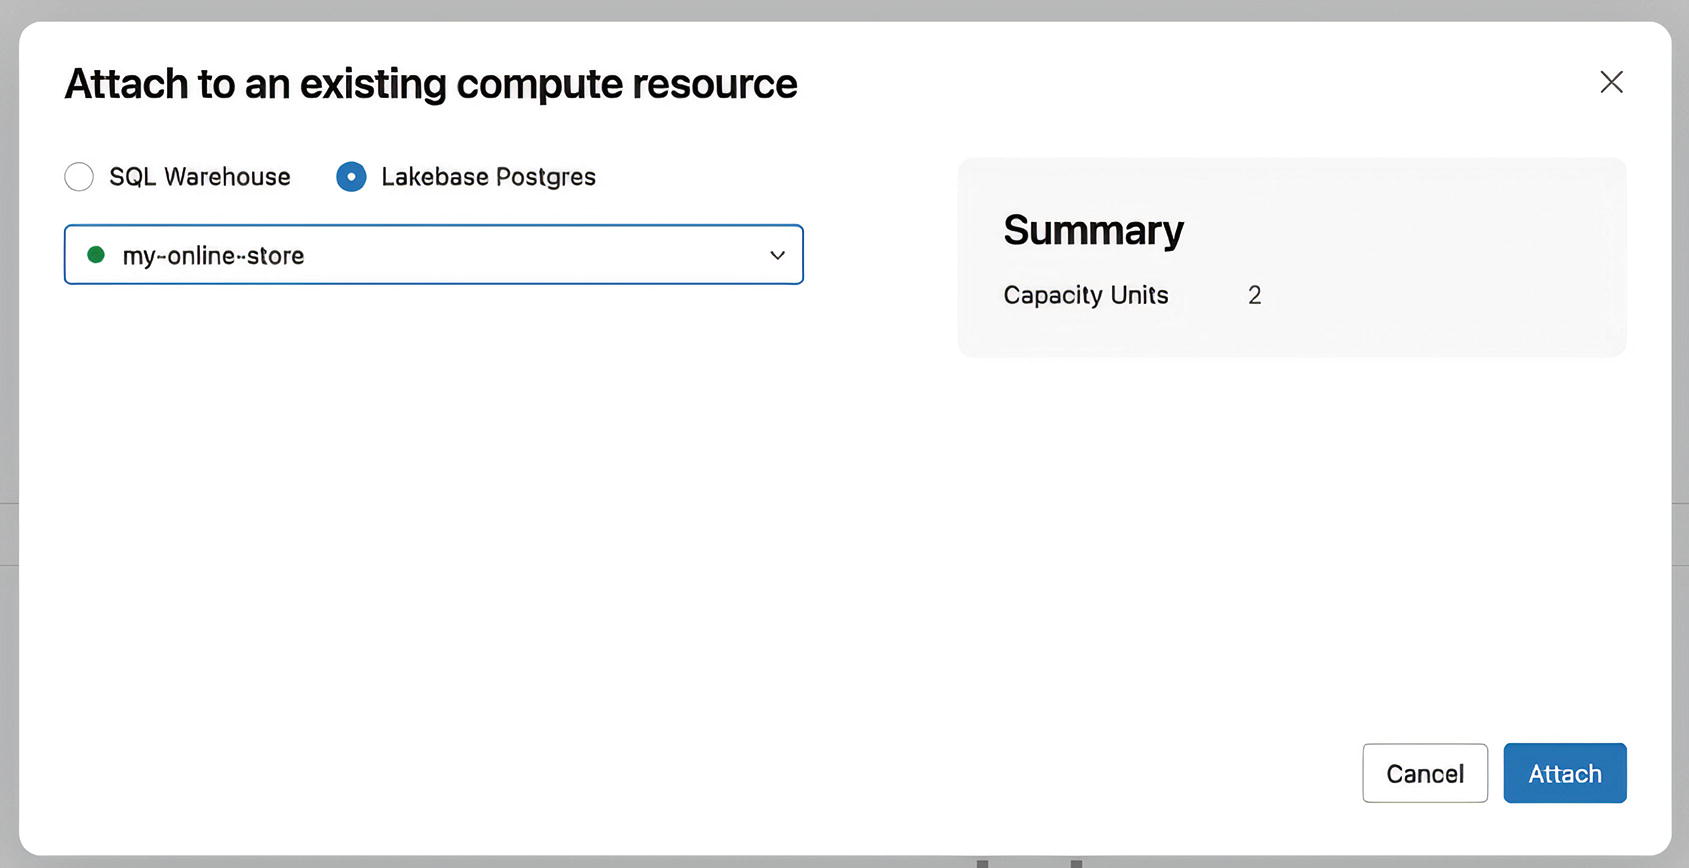 Attach to an existing compute resource
SQL Warehouse
Lakebase Postgres
my-online-store
Summary
Capacity Units 2
Cancel
Attach